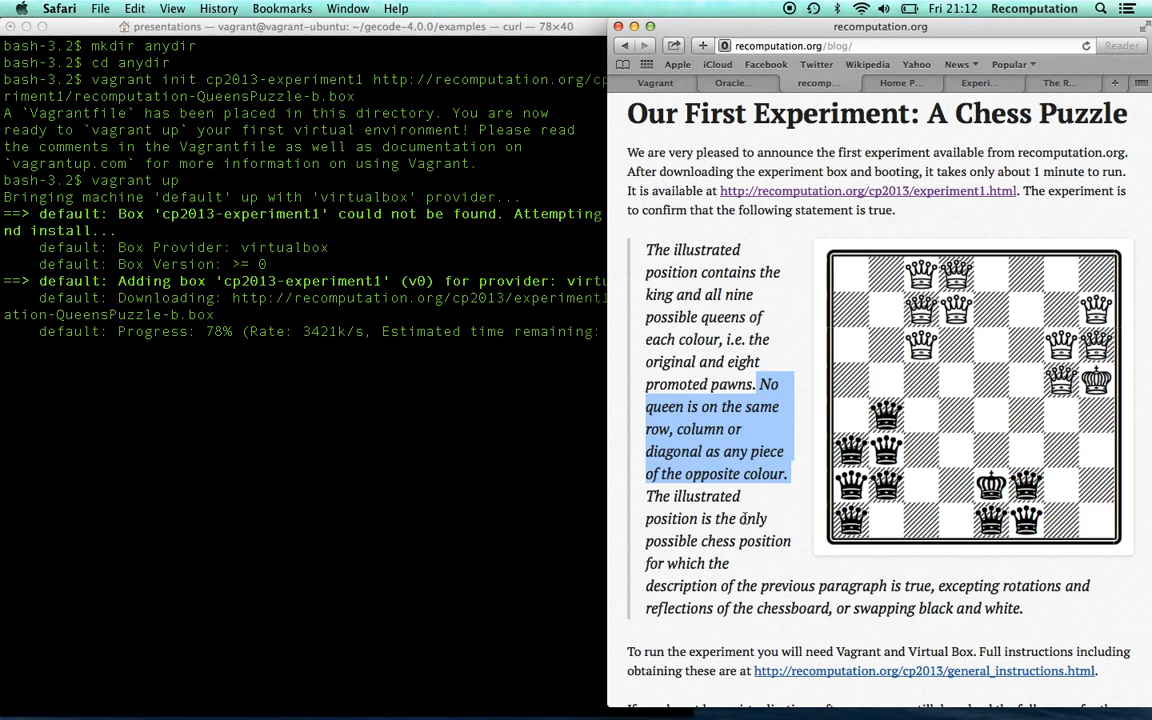 Safari File Edit View History Bookmarks Window Help Fri 21:12 Recomputation
presentations — vagrant@vagrant-ubuntu: ~/gecode-4.0.0/examples — curl — 78×40
bash-3.2$ mkdir anydir
bash-3.2$ cd anydir
bash-3.2$ vagrant init cp2013-experiment1 http://recomputation.org/cp
riment1/recomputation-QueensPuzzle-b.box
A `Vagrantfile` has been placed in this directory. You are now
ready to `vagrant up` your first virtual environment! Please read
the comments in the Vagrantfile as well as documentation on
`vagrantup.com` for more information on using Vagrant.
bash-3.2$ vagrant up
Bringing machine 'default' up with 'virtualbox' provider...
==> default: Box 'cp2013-experiment1' could not be found. Attempting
nd install...
default: Box Provider: virtualbox
default: Box Version: >= 0
==> default: Adding box 'cp2013-experiment1' (v0) for provider: virtu
default: Downloading: http://recomputation.org/cp2013/experiment1
ation-QueensPuzzle-b.box
default: Progress: 78% (Rate: 3421k/s, Estimated time remaining:
recomputation.org
recomputation.org/blog/ Reader
Apple iCloud Facebook Twitter Wikipedia Yahoo News Popular
Vagrant Oracle... recomp... Home P... Experi... The R...
Our First Experiment: A Chess Puzzle
We are very pleased to announce the first experiment available from recomputation.org.
After downloading the experiment box and booting, it takes only about 1 minute to run.
It is available at http://recomputation.org/cp2013/experiment1.html. The experiment is
to confirm that the following statement is true.
The illustrated
position contains the
king and all nine
possible queens of
each colour, i.e. the
original and eight
promoted pawns. No
queen is on the same
row, column or
diagonal as any piece
of the opposite colour.
The illustrated
position is the only
possible chess position
for which the
description of the previous paragraph is true, excepting rotations and
reflections of the chessboard, or swapping black and white.
To run the experiment you will need Vagrant and Virtual Box. Full instructions including
obtaining these are at http://recomputation.org/cp2013/general_instructions.html.